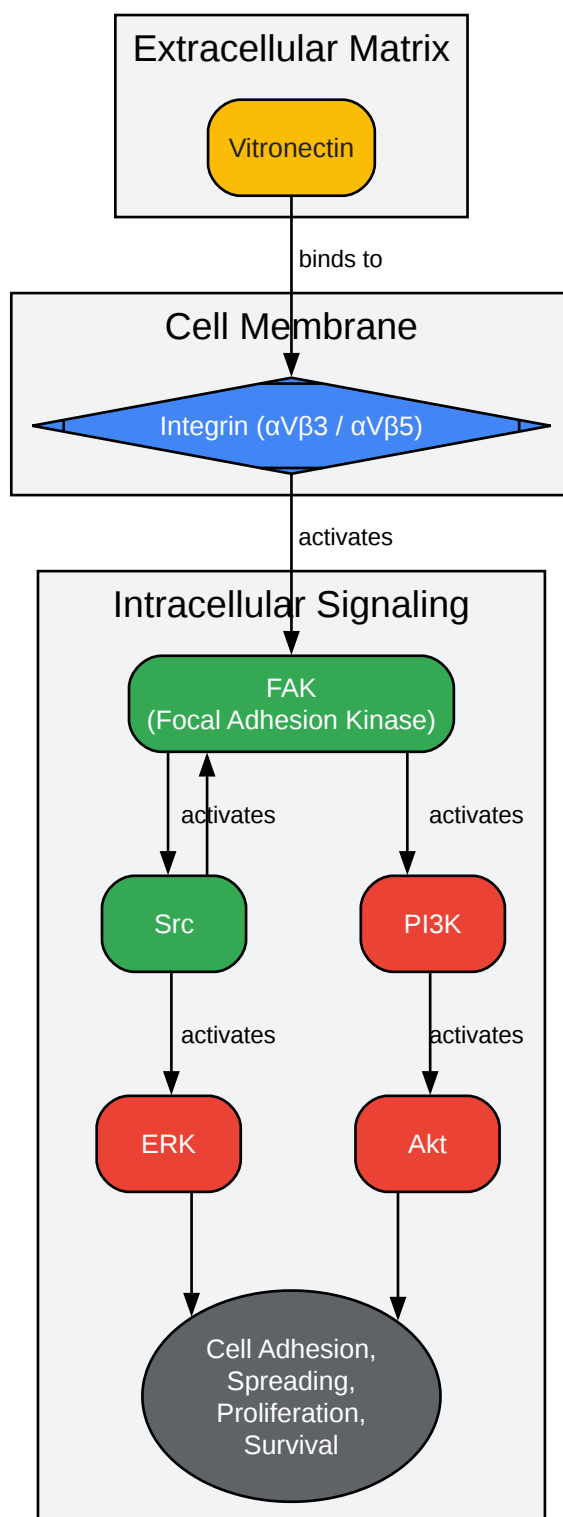 Extracellular Matrix
Vitronectin
binds to
Cell Membrane
Integrin (αVβ3 / αVβ5)
activates
Intracellular Signaling
FAK
(Focal Adhesion Kinase)
activates
activates
Src
PI3K
activates
activates
ERK
Akt
Cell Adhesion,
Spreading,
Proliferation,
Survival